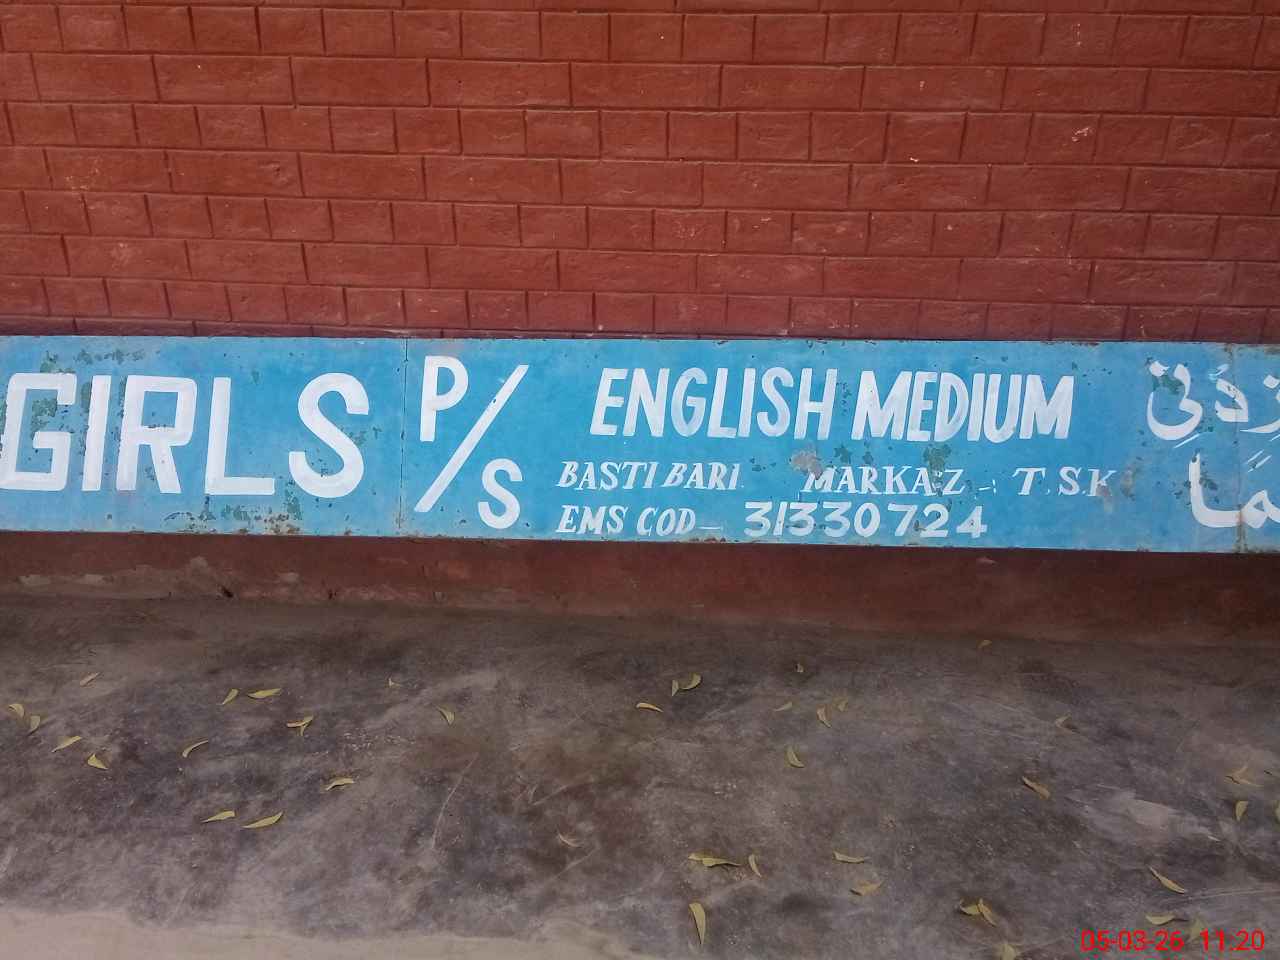 GIRLS P/S ENGLISH MEDIUM
BASTI BARI MARKAZ - T.S.K
EMS COD- 31330724
05-03-26 11:20